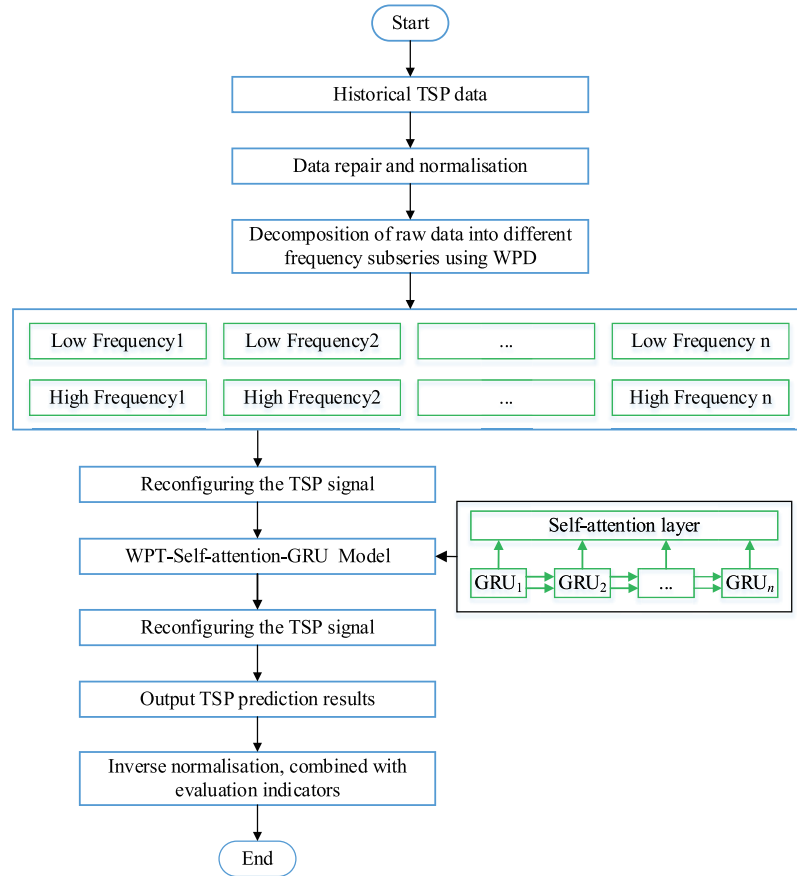 Start
Historical TSP data
Data repair and normalisation
Decomposition of raw data into different
frequency subseries using WPD
Low Frequency1
Low Frequency2
...
Low Frequency n
High Frequency1
High Frequency2
...
High Frequency n
Reconfiguring the TSP signal
WPT-Self-attention-GRU Model
Self-attention layer
GRU1
GRU2
...
GRUn
Reconfiguring the TSP signal
Output TSP prediction results
Inverse normalisation, combined with
evaluation indicators
End